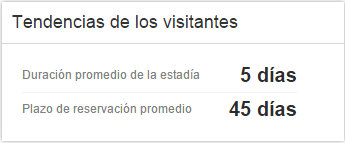 Tendencias de los visitantes
Duración promedio de la estadía 5 días
Plazo de reservación promedio 45 días